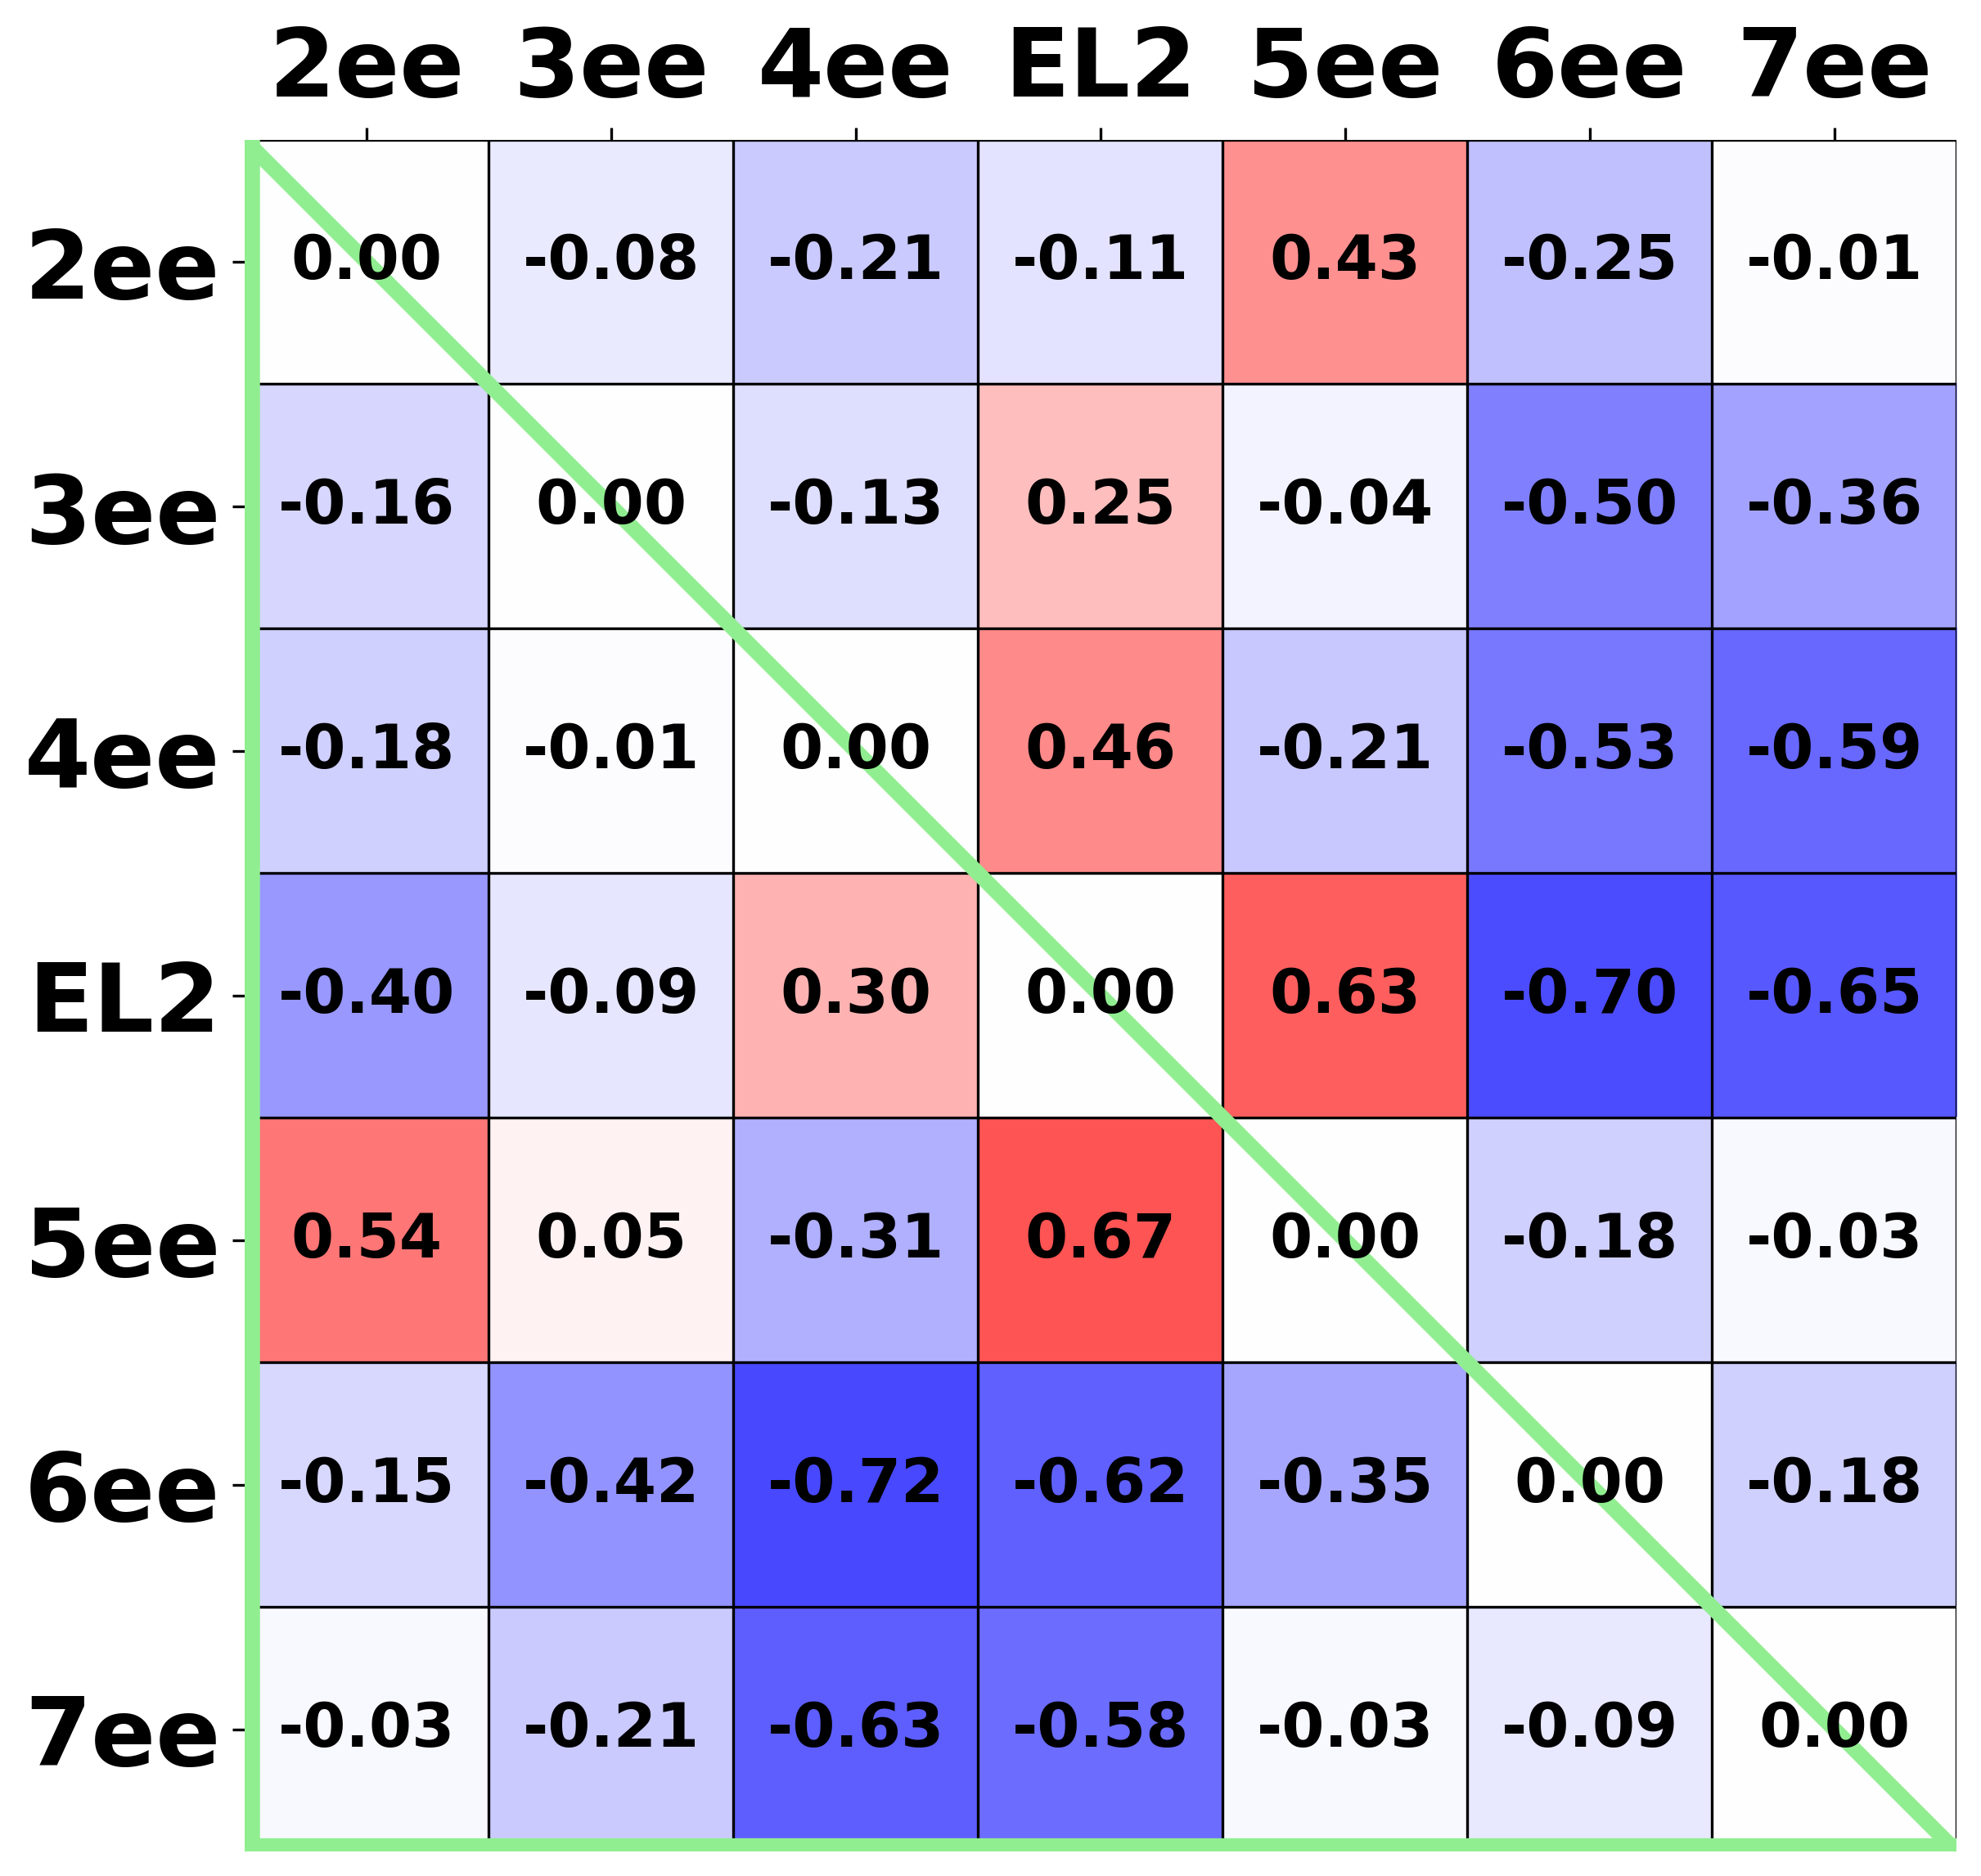 2ee 3ee 4ee EL2 5ee 6ee 7ee
2ee 0.00 -0.08 -0.21 -0.11 0.43 -0.25 -0.01
3ee -0.16 0.00 -0.13 0.25 -0.04 -0.50 -0.36
4ee -0.18 -0.01 0.00 0.46 -0.21 -0.53 -0.59
EL2 -0.40 -0.09 0.30 0.00 0.63 -0.70 -0.65
5ee 0.54 0.05 -0.31 0.67 0.00 -0.18 -0.03
6ee -0.15 -0.42 -0.72 -0.62 -0.35 0.00 -0.18
7ee -0.03 -0.21 -0.63 -0.58 -0.03 -0.09 0.00